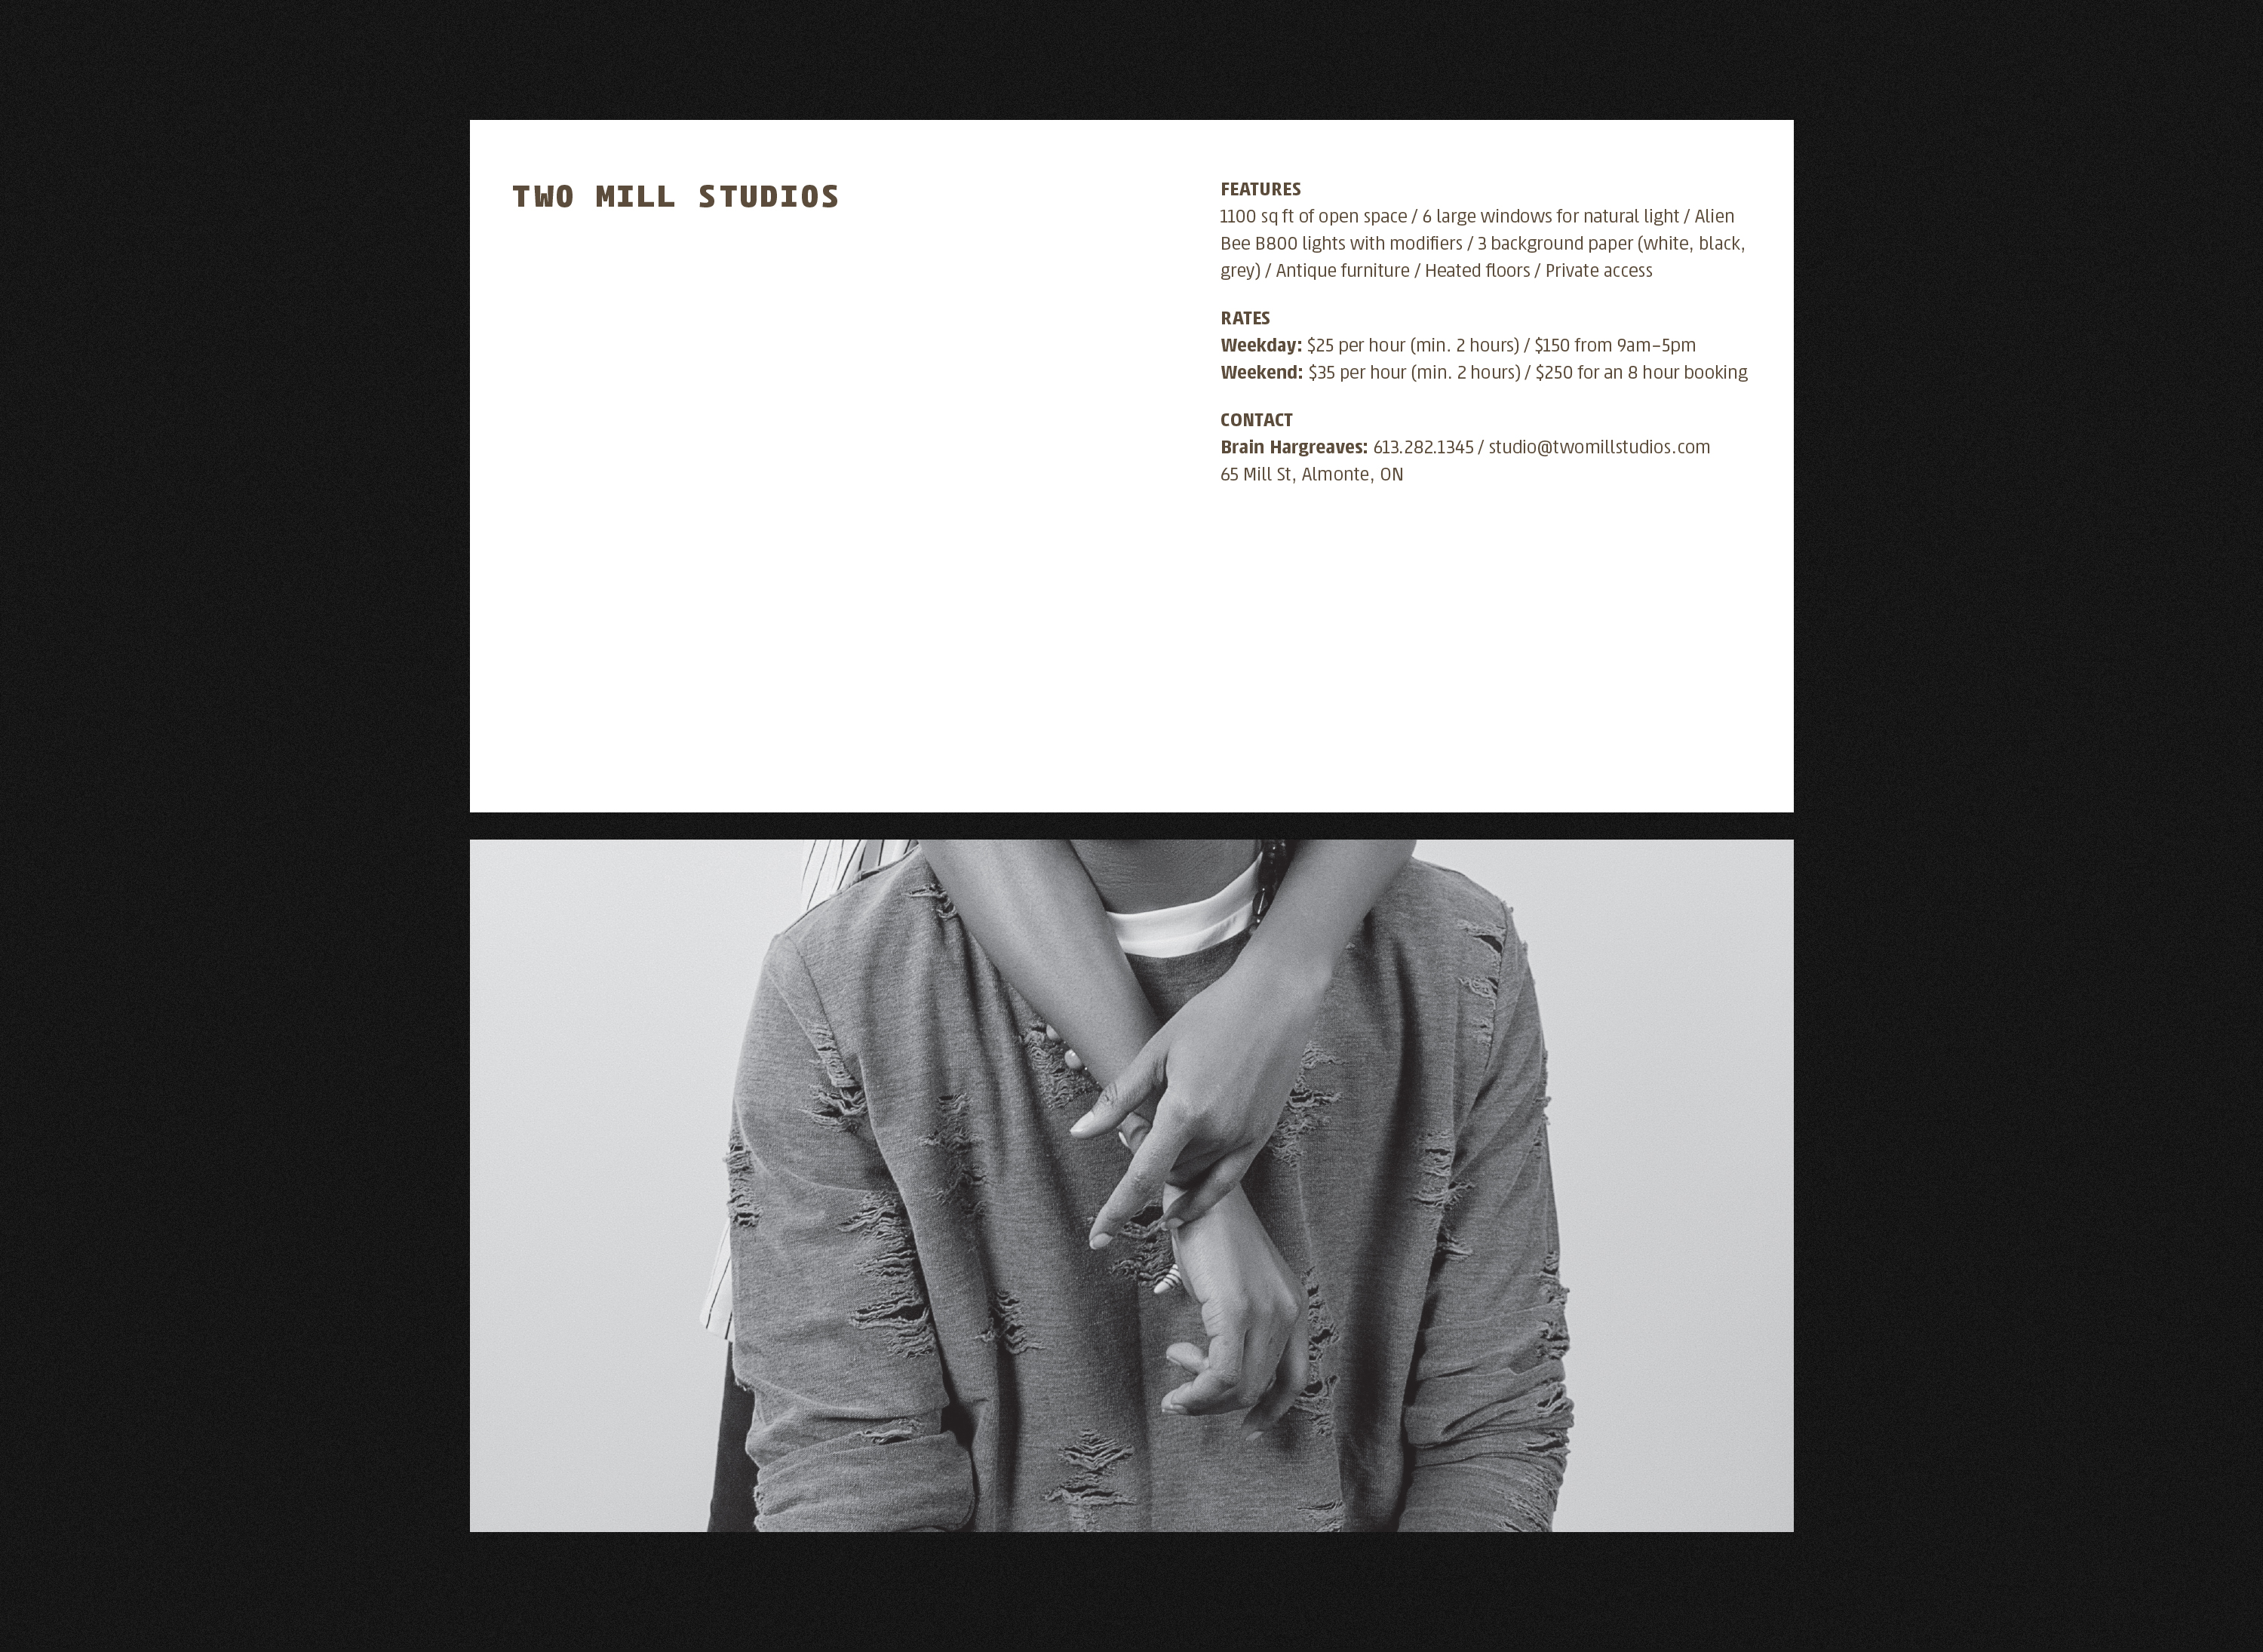 TWO MILL STUDIOS
FEATURES
1100 sq ft of open space / 6 large windows for natural light / Alien
Bee B800 lights with modifiers / 3 background paper (white, black,
grey) / Antique furniture / Heated floors / Private access
RATES
Weekday: $25 per hour (min. 2 hours) / $150 from 9am–5pm
Weekend: $35 per hour (min. 2 hours) / $250 for an 8 hour booking
CONTACT
Brain Hargreaves: 613.282.1345 / studio@twomillstudios.com
65 Mill St, Almonte, ON